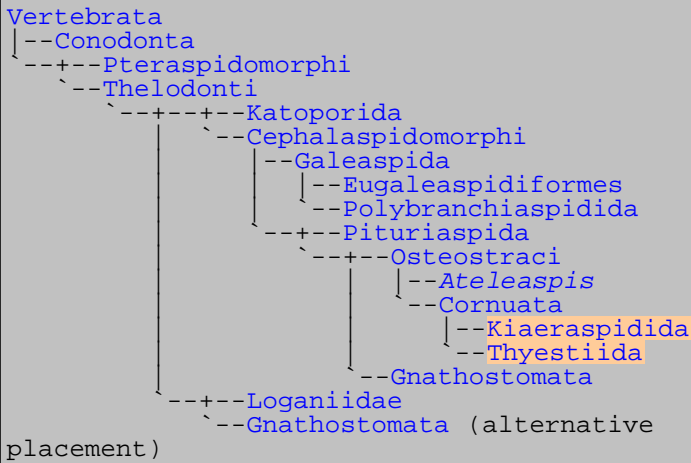 Vertebrata
|--Conodonta
`--+--Pteraspidomorphi
   `--Thelodonti
      `--+--+--Katoporida
         |  `--Cephalaspidomorphi
         |     |--Galeaspida
         |     |  |--Eugaleaspidiformes
         |     |  `--Polybranchiaspidida
         |     `--+--Pituriaspida
         |        `--+--Osteostraci
         |           |  |--Ateleaspis
         |           |  `--Cornuata
         |           |     |--Kiaeraspidida
         |           |     `--Thyestiida
         |           `--Gnathostomata
         `--+--Loganiidae
            `--Gnathostomata (alternative
placement)